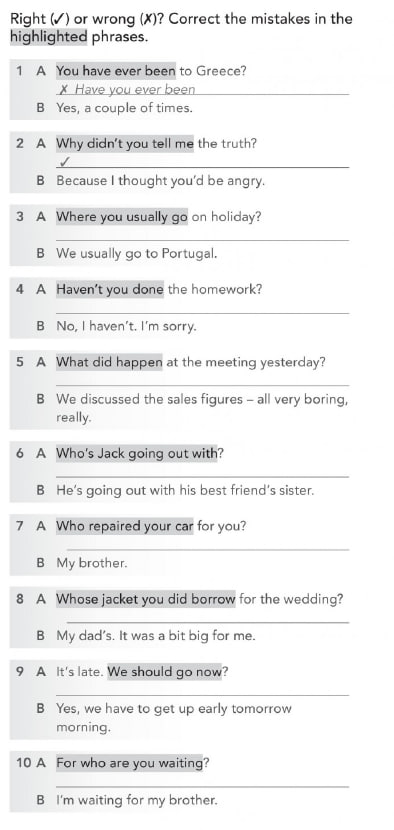 Right (✓) or wrong (✗)? Correct the mistakes in the
highlighted phrases.
1 A You have ever been to Greece?
✗ Have you ever been
B Yes, a couple of times.
2 A Why didn't you tell me the truth?
✓
B Because I thought you'd be angry.
3 A Where you usually go on holiday?
B We usually go to Portugal.
4 A Haven't you done the homework?
B No, I haven't. I'm sorry.
5 A What did happen at the meeting yesterday?
B We discussed the sales figures – all very boring,
really.
6 A Who's Jack going out with?
B He's going out with his best friend's sister.
7 A Who repaired your car for you?
B My brother.
8 A Whose jacket you did borrow for the wedding?
B My dad's. It was a bit big for me.
9 A It's late. We should go now?
B Yes, we have to get up early tomorrow
morning.
10 A For who are you waiting?
B I'm waiting for my brother.